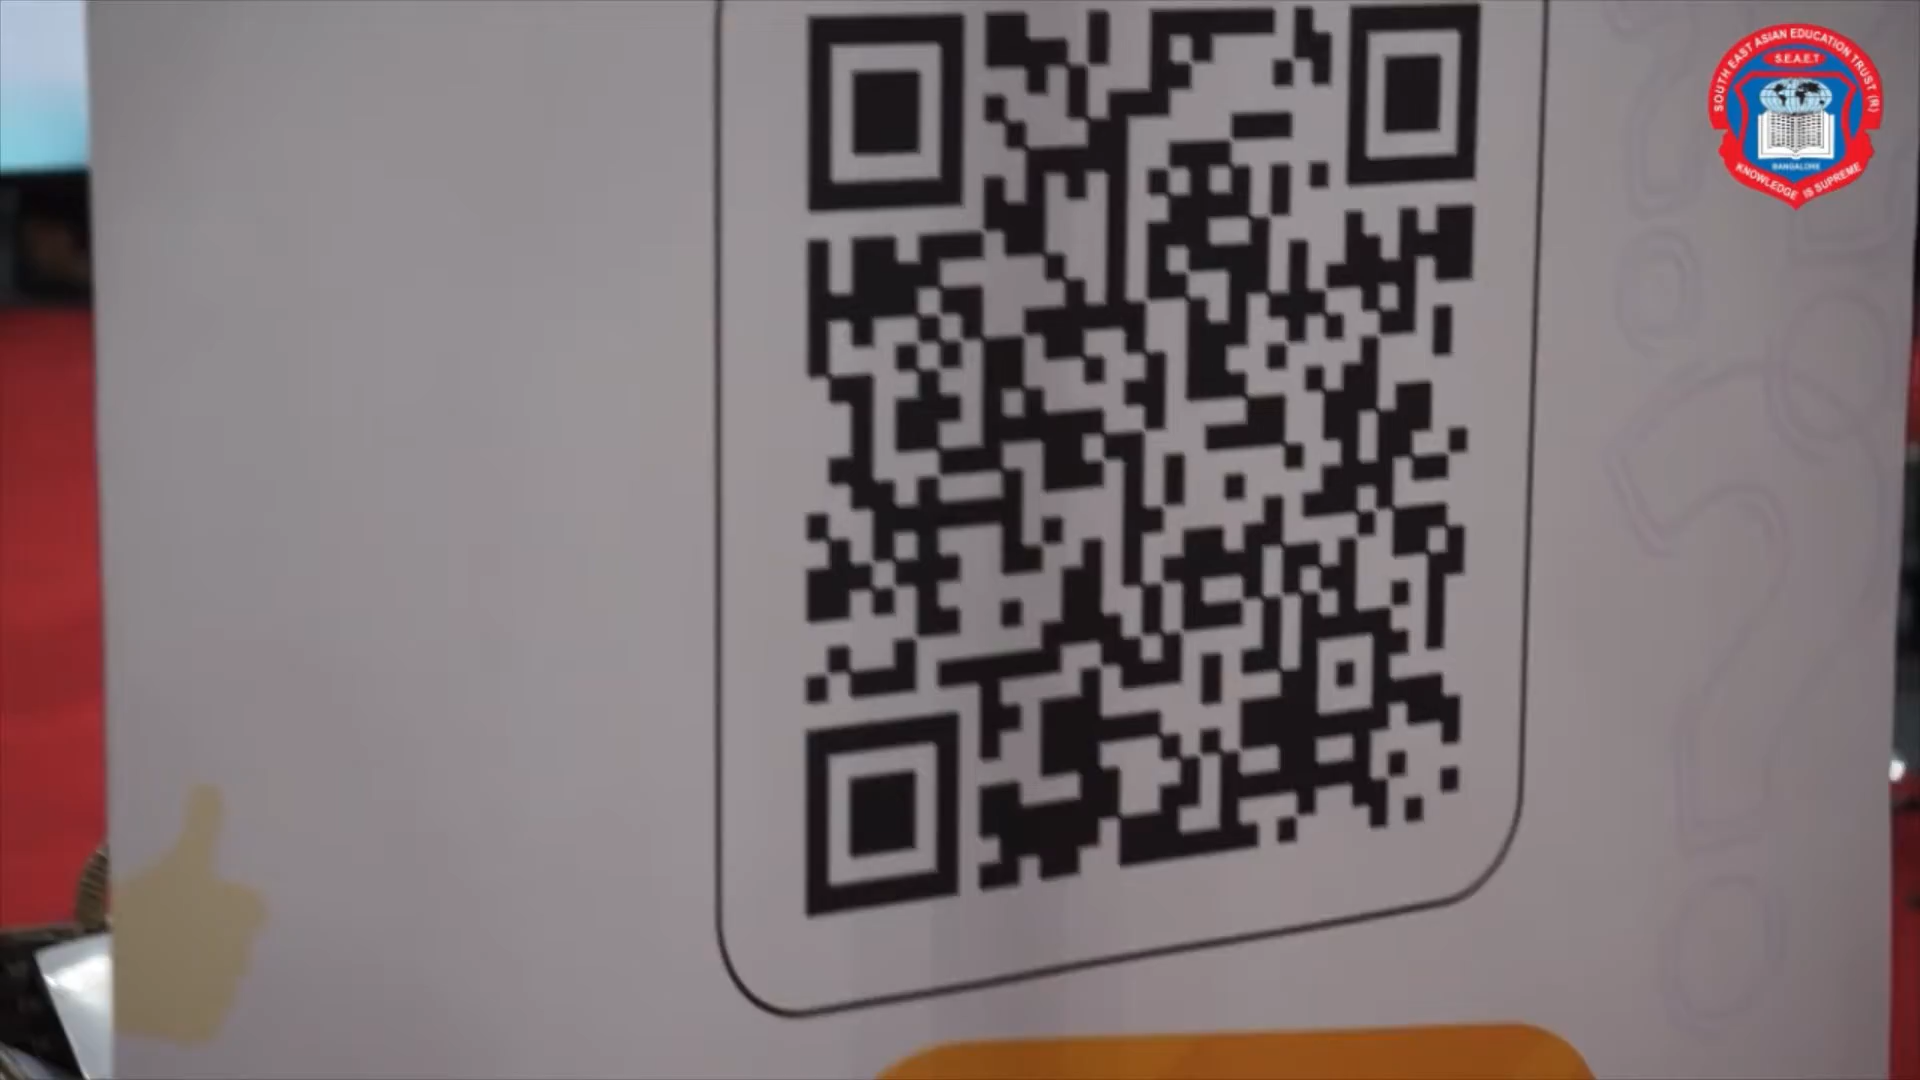 SOUTH EAST ASIAN EDUCATION TRUST (R)
S.E.A.E.T
BANGALORE
KNOWLEDGE IS SUPREME